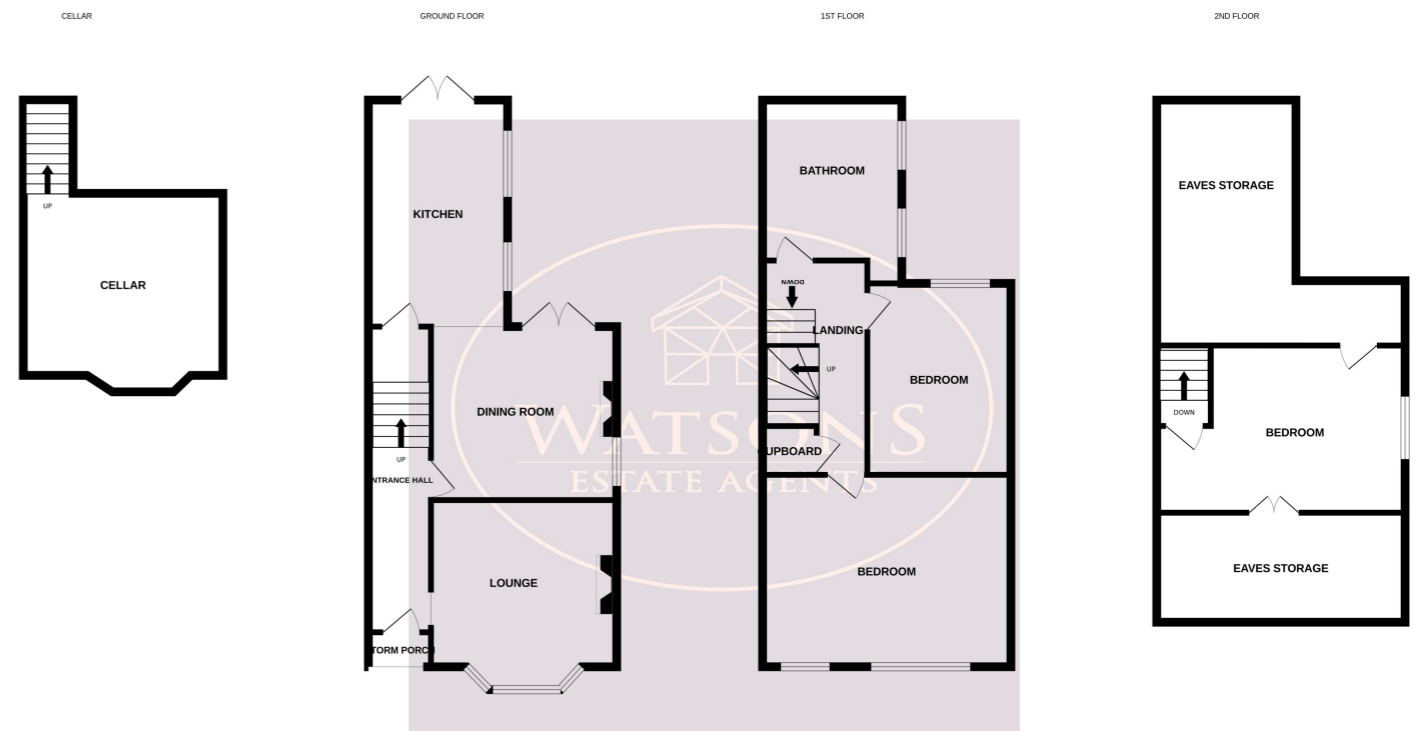 CELLAR
GROUND FLOOR
1ST FLOOR
2ND FLOOR
UP
CELLAR
KITCHEN
DINING ROOM
UP
NTRANCE HALL
LOUNGE
TORM PORCH
BATHROOM
DOWN
LANDING
UP
BEDROOM
UPBOARD
BEDROOM
EAVES STORAGE
DOWN
BEDROOM
EAVES STORAGE
WATSONS
ESTATE AGENTS